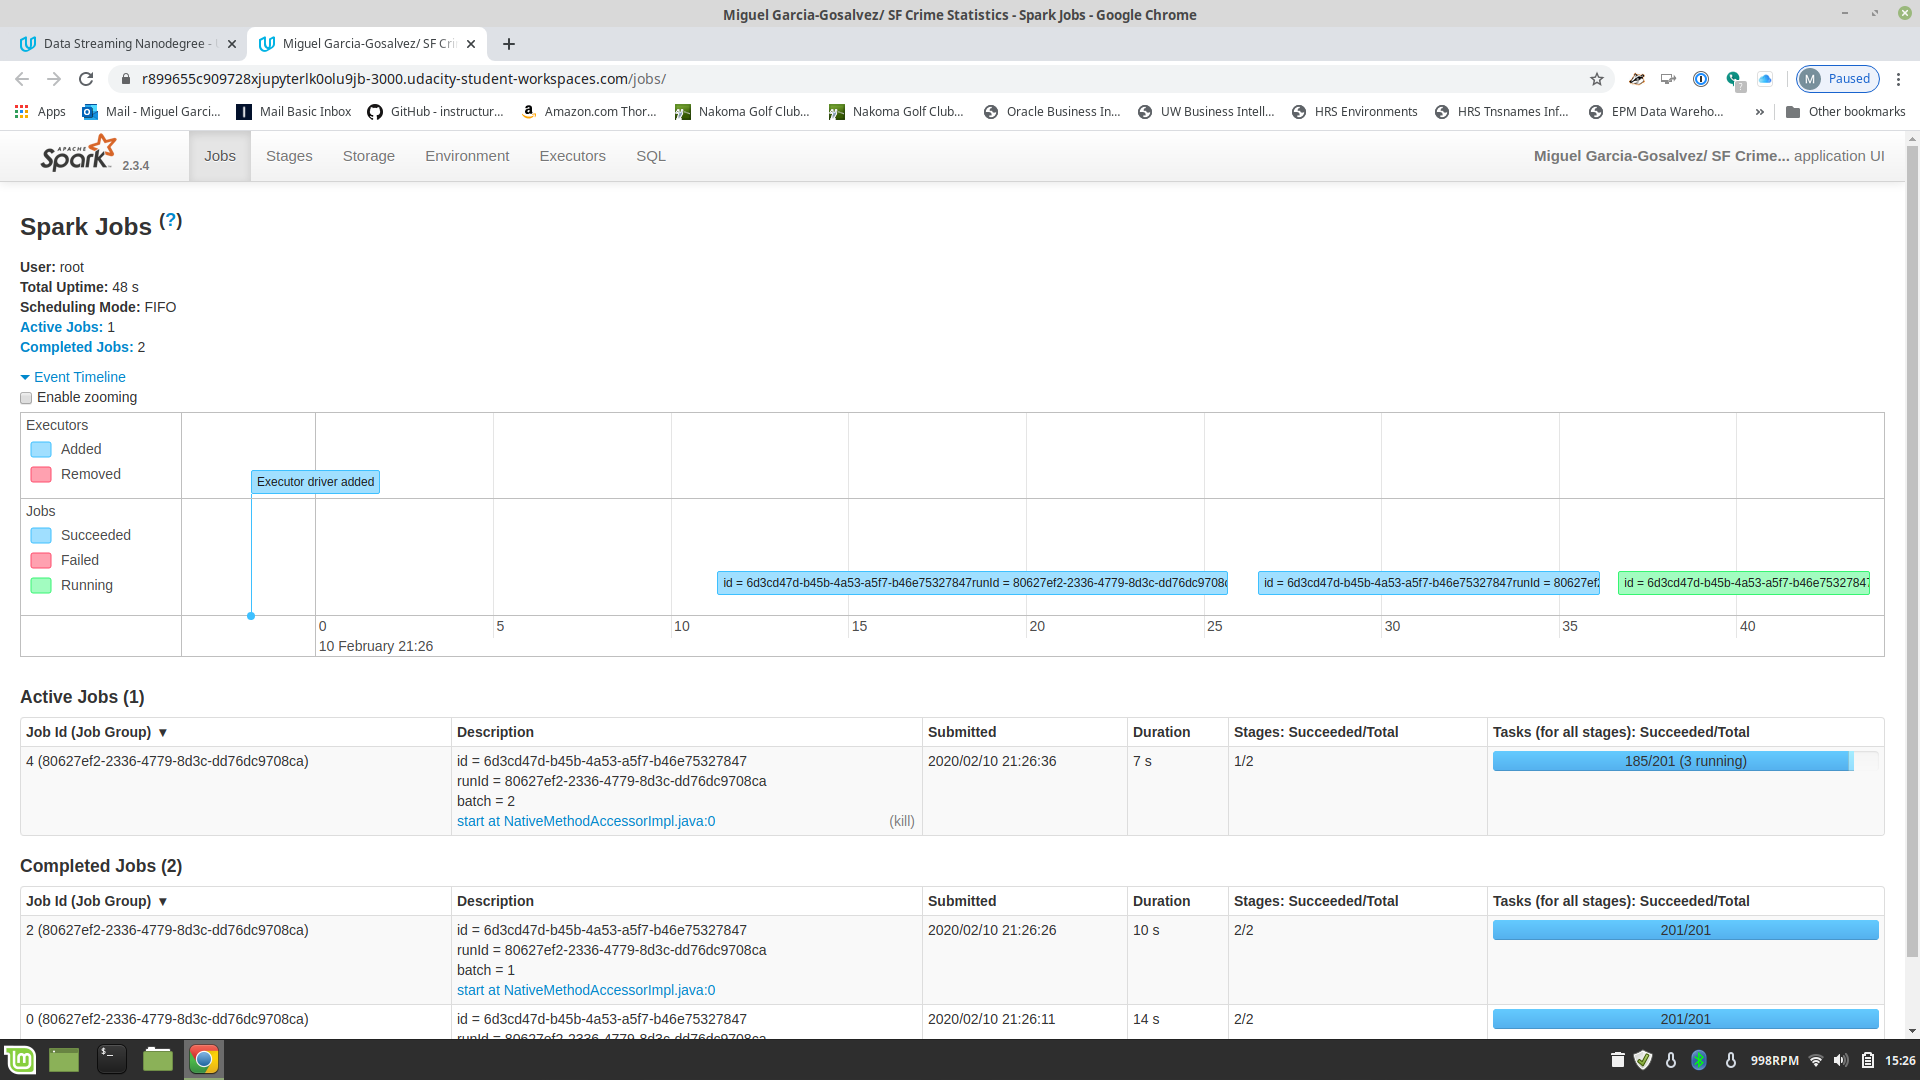 Miguel Garcia-Gosalvez/ SF Crime Statistics - Spark Jobs - Google Chrome
Data Streaming Nanodegree -
Miguel Garcia-Gosalvez/ SF Cri
r899655c909728xjupyterlk0olu9jb-3000.udacity-student-workspaces.com/jobs/
M Paused
Apps Mail - Miguel Garci... Mail Basic Inbox GitHub - instructur... Amazon.com Thor... Nakoma Golf Club... Nakoma Golf Club... Oracle Business In... UW Business Intell... HRS Environments HRS Tnsnames Inf... EPM Data Wareho... » Other bookmarks
APACHE Spark 2.3.4 Jobs Stages Storage Environment Executors SQL Miguel Garcia-Gosalvez/ SF Crime... application UI
Spark Jobs (?)
User: root
Total Uptime: 48 s
Scheduling Mode: FIFO
Active Jobs: 1
Completed Jobs: 2
Event Timeline
Enable zooming
Executors
Added
Removed
Executor driver added
Jobs
Succeeded
Failed
Running
id = 6d3cd47d-b45b-4a53-a5f7-b46e75327847runId = 80627ef2-2336-4779-8d3c-dd76dc9708c
id = 6d3cd47d-b45b-4a53-a5f7-b46e75327847runId = 80627ef2
id = 6d3cd47d-b45b-4a53-a5f7-b46e75327847
0 5 10 15 20 25 30 35 40
10 February 21:26
Active Jobs (1)
Job Id (Job Group) ▼ Description Submitted Duration Stages: Succeeded/Total Tasks (for all stages): Succeeded/Total
4 (80627ef2-2336-4779-8d3c-dd76dc9708ca) id = 6d3cd47d-b45b-4a53-a5f7-b46e75327847 2020/02/10 21:26:36 7 s 1/2 185/201 (3 running)
runId = 80627ef2-2336-4779-8d3c-dd76dc9708ca
batch = 2
start at NativeMethodAccessorImpl.java:0 (kill)
Completed Jobs (2)
Job Id (Job Group) ▼ Description Submitted Duration Stages: Succeeded/Total Tasks (for all stages): Succeeded/Total
2 (80627ef2-2336-4779-8d3c-dd76dc9708ca) id = 6d3cd47d-b45b-4a53-a5f7-b46e75327847 2020/02/10 21:26:26 10 s 2/2 201/201
runId = 80627ef2-2336-4779-8d3c-dd76dc9708ca
batch = 1
start at NativeMethodAccessorImpl.java:0
0 (80627ef2-2336-4779-8d3c-dd76dc9708ca) id = 6d3cd47d-b45b-4a53-a5f7-b46e75327847 2020/02/10 21:26:11 14 s 2/2 201/201
runId = 80627ef2-2336-4779-8d3c-dd76dc9708ca
998RPM 15:26